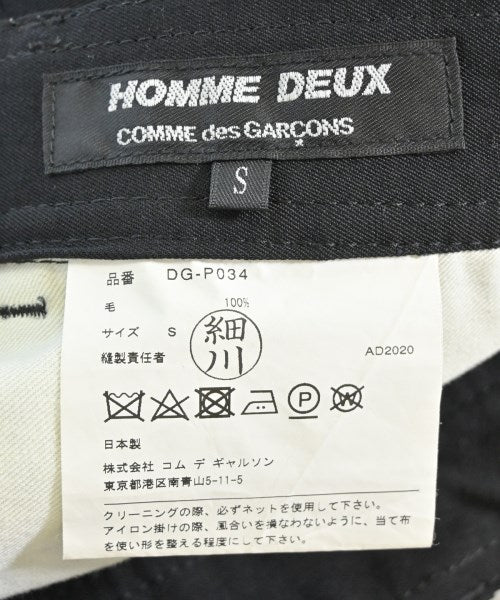 HOMME DEUX
COMME des GARÇONS
S
品番 DG-P034
毛 100%
サイズ S
細川
縫製責任者 AD2020
P W
日本製
株式会社 コム デ ギャルソン
東京都港区南青山5-11-5
クリーニングの際、必ずネットを使用して下さい。
アイロン掛けの際、風合いを損なわないように、当て布
を使い形を整える程度にして下さい。